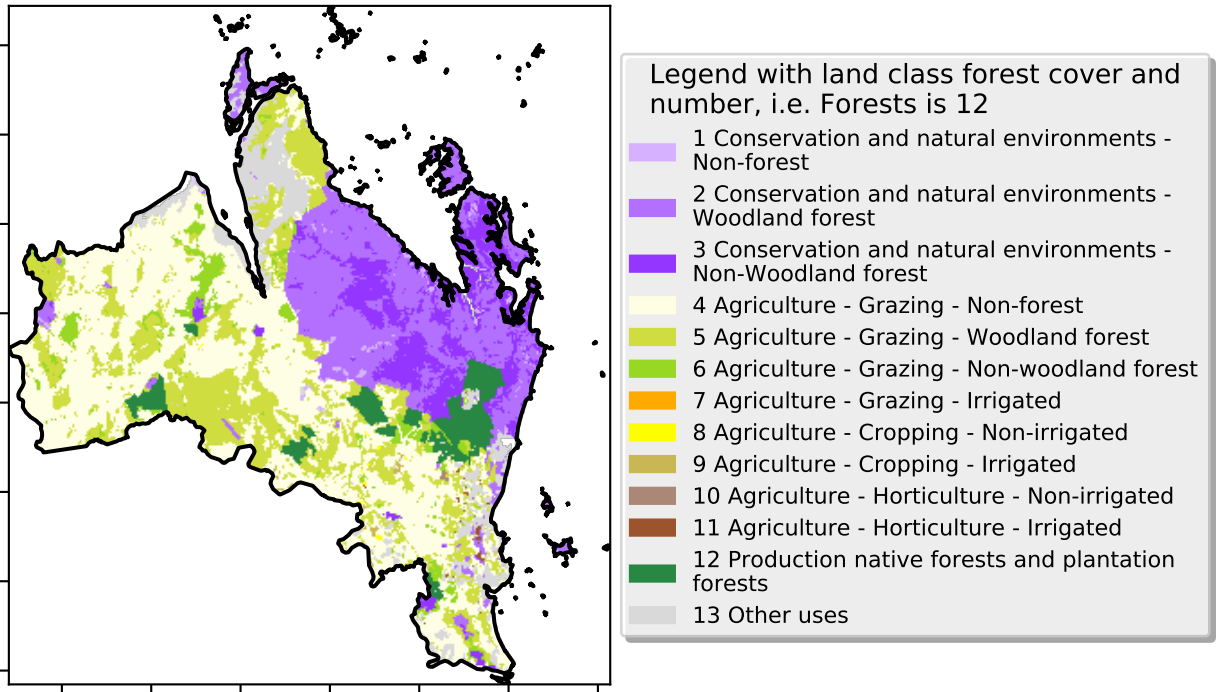 Legend with land class forest cover and
number, i.e. Forests is 12
1 Conservation and natural environments -
Non-forest
2 Conservation and natural environments -
Woodland forest
3 Conservation and natural environments -
Non-Woodland forest
4 Agriculture - Grazing - Non-forest
5 Agriculture - Grazing - Woodland forest
6 Agriculture - Grazing - Non-woodland forest
7 Agriculture - Grazing - Irrigated
8 Agriculture - Cropping - Non-irrigated
9 Agriculture - Cropping - Irrigated
10 Agriculture - Horticulture - Non-irrigated
11 Agriculture - Horticulture - Irrigated
12 Production native forests and plantation
forests
13 Other uses